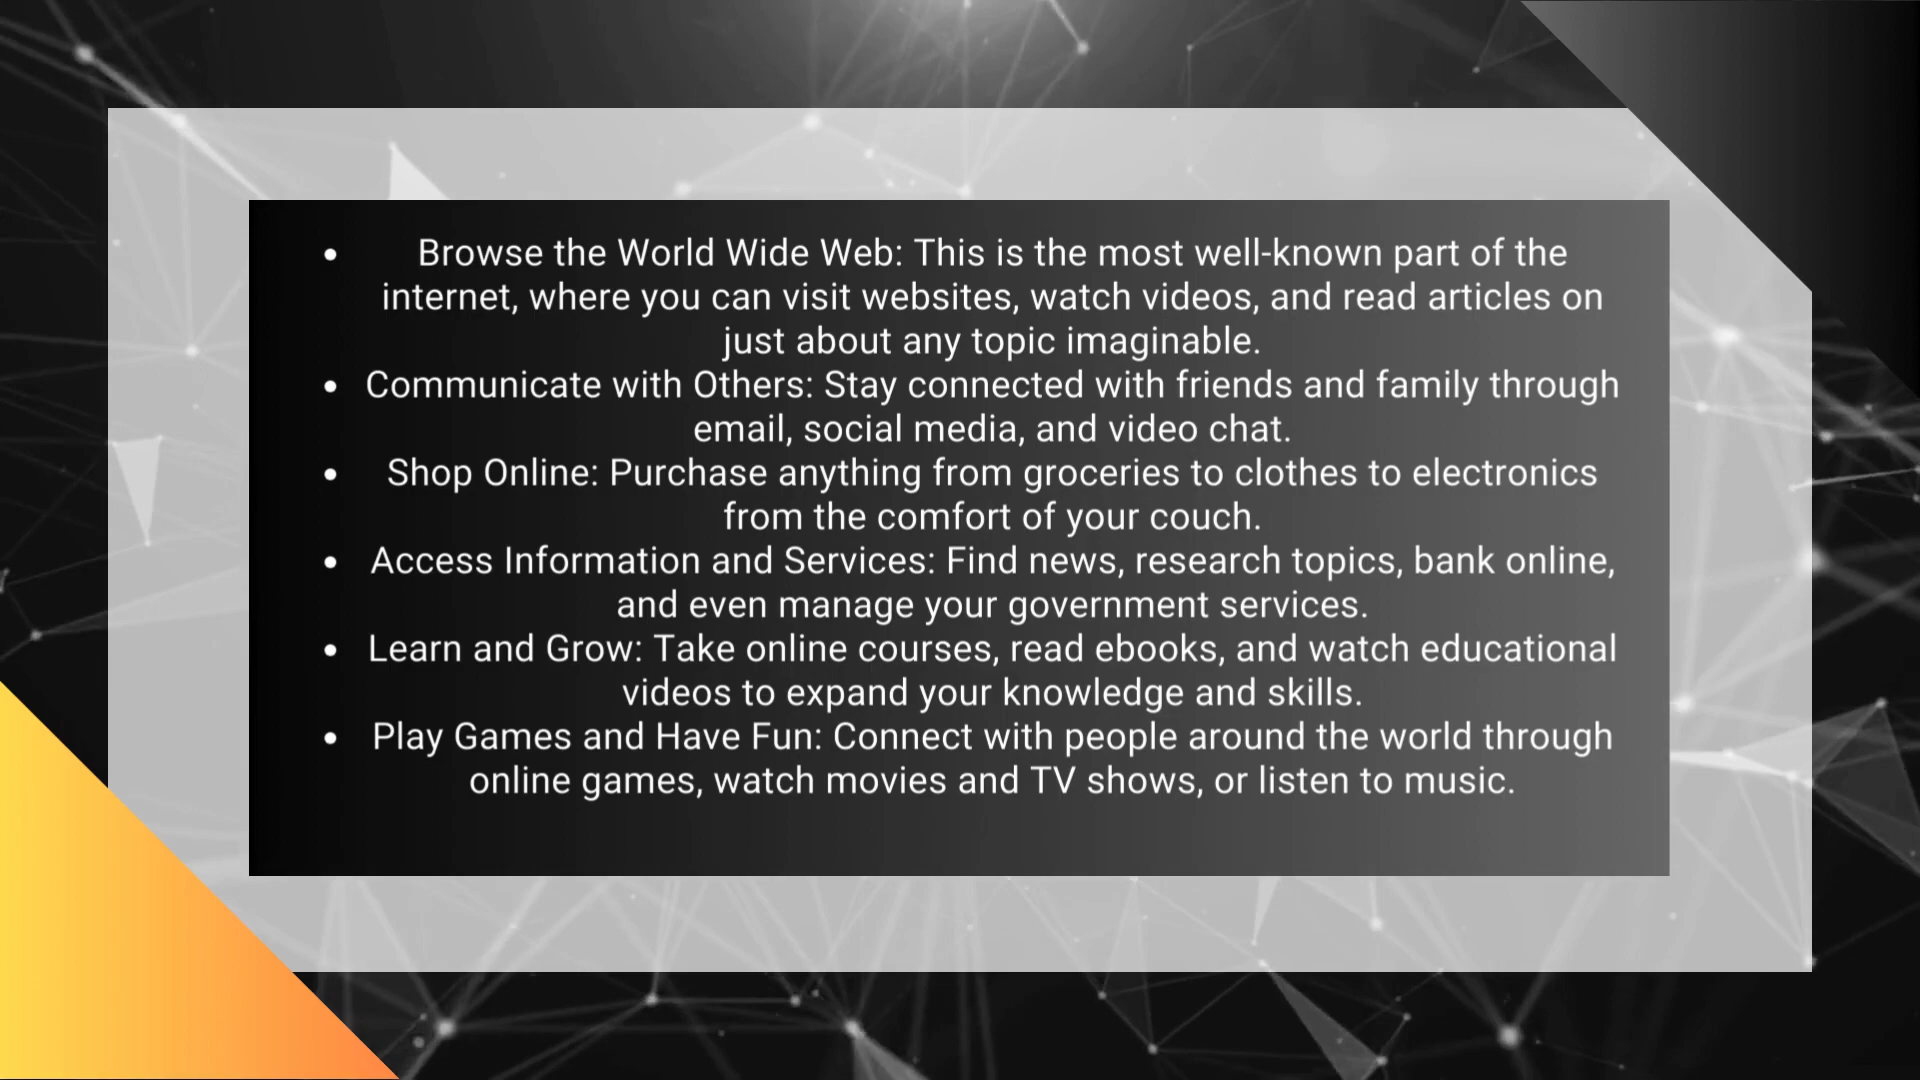 • Browse the World Wide Web: This is the most well-known part of the
internet, where you can visit websites, watch videos, and read articles on
just about any topic imaginable.
• Communicate with Others: Stay connected with friends and family through
email, social media, and video chat.
• Shop Online: Purchase anything from groceries to clothes to electronics
from the comfort of your couch.
• Access Information and Services: Find news, research topics, bank online,
and even manage your government services.
• Learn and Grow: Take online courses, read ebooks, and watch educational
videos to expand your knowledge and skills.
• Play Games and Have Fun: Connect with people around the world through
online games, watch movies and TV shows, or listen to music.